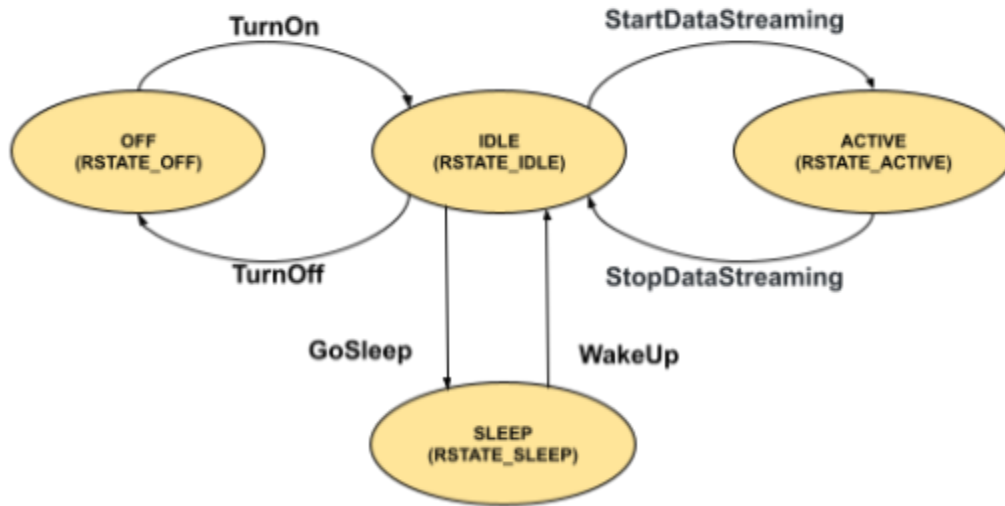 TurnOn
StartDataStreaming
OFF
(RSTATE_OFF)
IDLE
(RSTATE_IDLE)
ACTIVE
(RSTATE_ACTIVE)
TurnOff
StopDataStreaming
GoSleep
WakeUp
SLEEP
(RSTATE_SLEEP)